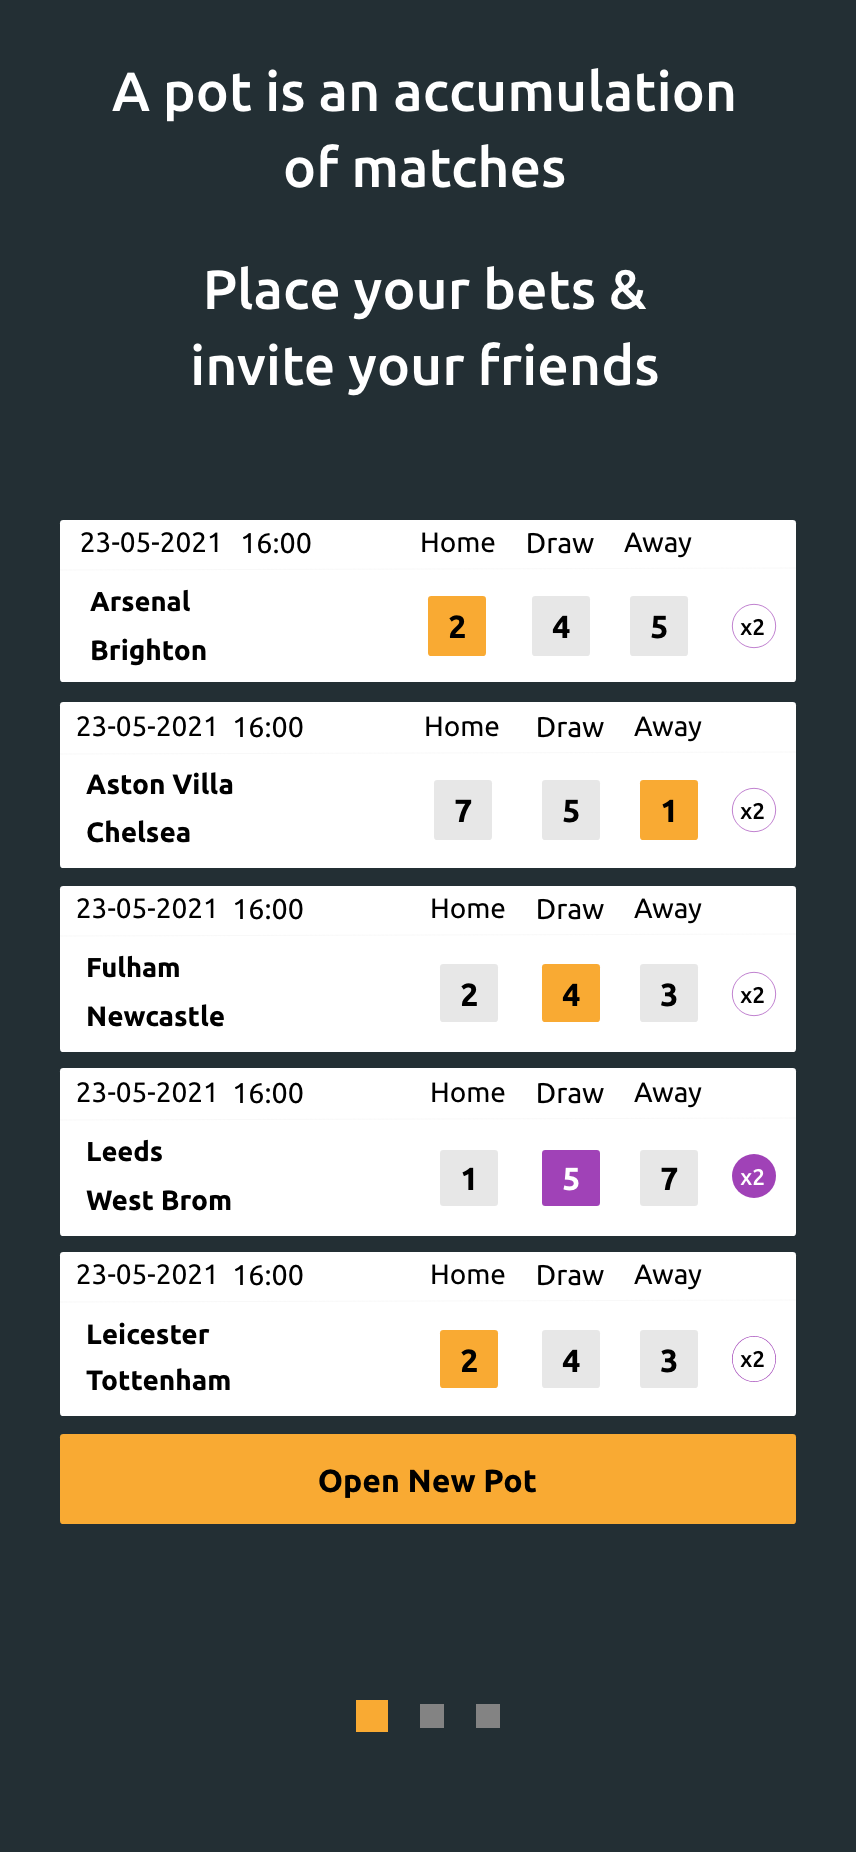 A pot is an accumulation
of matches
Place your bets &
invite your friends
23-05-2021 16:00 Home Draw Away
Arsenal
2 4 5 x2
Brighton
23-05-2021 16:00 Home Draw Away
Aston Villa
7 5 1 x2
Chelsea
23-05-2021 16:00 Home Draw Away
Fulham
2 4 3 x2
Newcastle
23-05-2021 16:00 Home Draw Away
Leeds
1 5 7 x2
West Brom
23-05-2021 16:00 Home Draw Away
Leicester
2 4 3 x2
Tottenham
Open New Pot